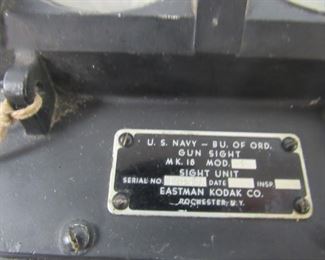 U. S. NAVY – BU. OF ORD.
GUN SIGHT
MK. 18 MOD.
SIGHT UNIT
SERIAL NO. DATE INSP.
EASTMAN KODAK CO.
ROCHESTER, N.Y.